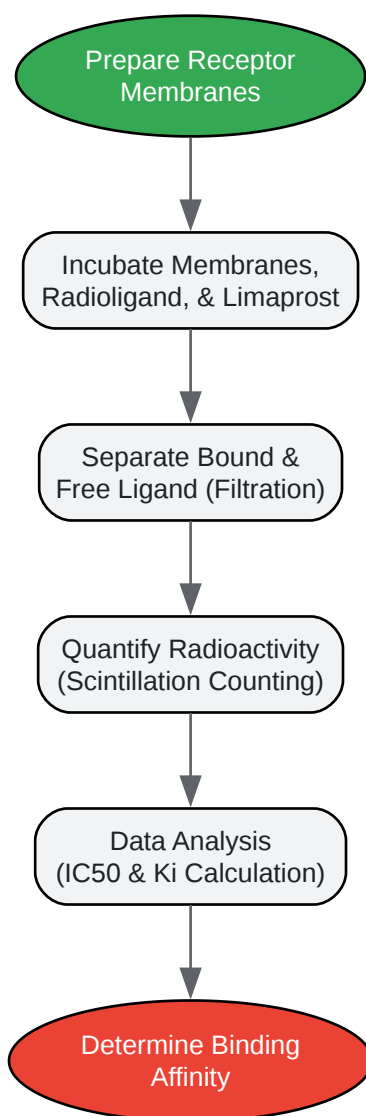 Prepare Receptor
Membranes
Incubate Membranes,
Radioligand, & Limaprost
Separate Bound &
Free Ligand (Filtration)
Quantify Radioactivity
(Scintillation Counting)
Data Analysis
(IC50 & Ki Calculation)
Determine Binding
Affinity